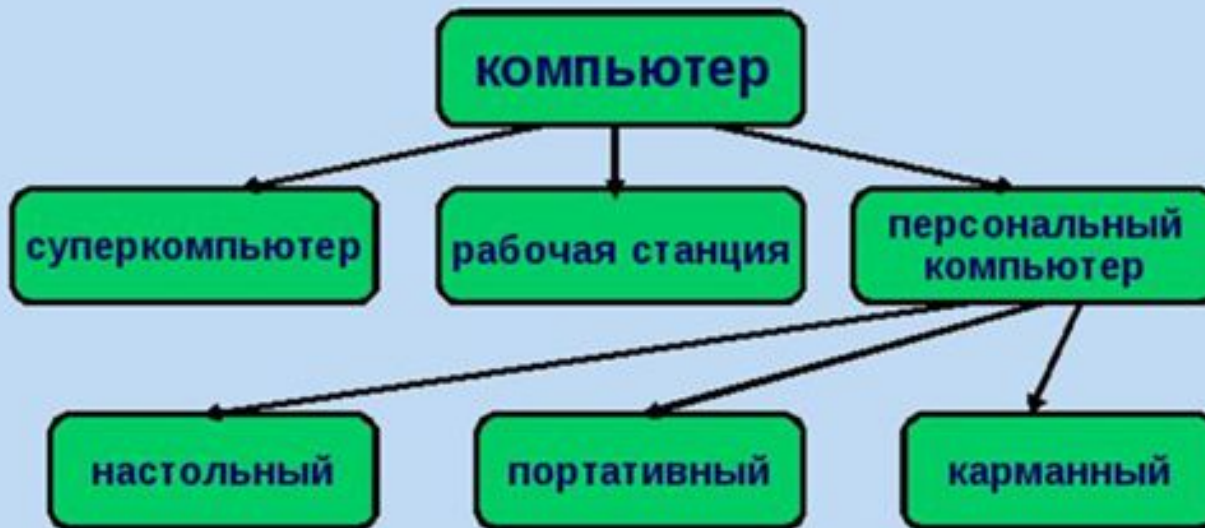 компьютер
суперкомпьютер
рабочая станция
персональный
компьютер
настольный
портативный
карманный